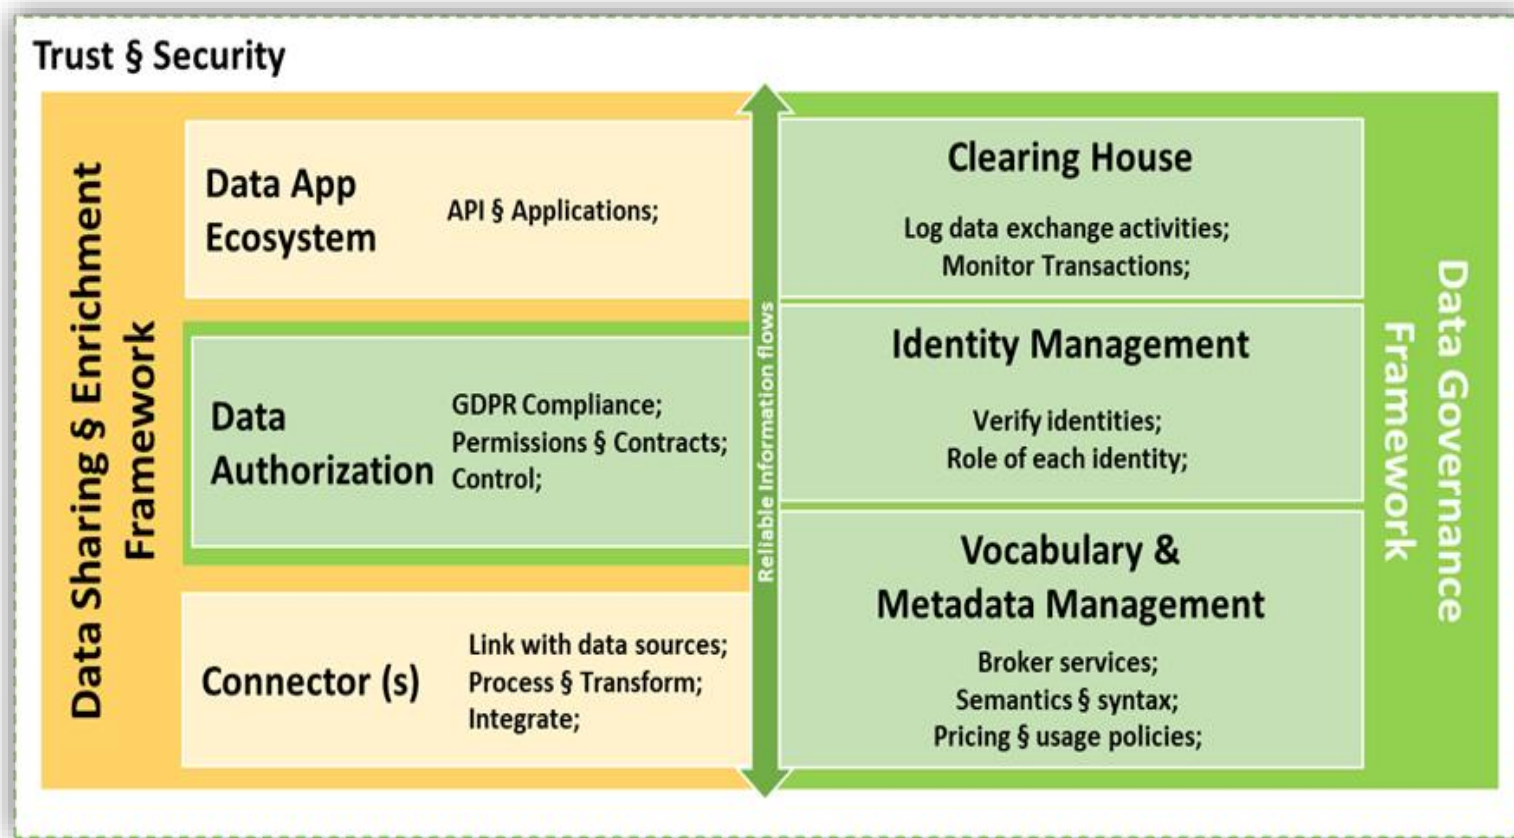 Trust § Security
Data Sharing § Enrichment
Framework
Data App
Ecosystem
API § Applications;
Data
Authorization
GDPR Compliance;
Permissions § Contracts;
Control;
Connector (s)
Link with data sources;
Process § Transform;
Integrate;
Reliable Information flows
Clearing House
Log data exchange activities;
Monitor Transactions;
Identity Management
Verify identities;
Role of each identity;
Vocabulary &
Metadata Management
Broker services;
Semantics § syntax;
Pricing § usage policies;
Data Governance
Framework